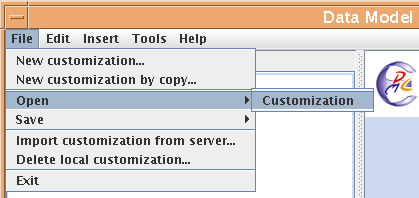 Data Model
File Edit Insert Tools Help
New customization...
New customization by copy...
Open
Customization
Save
Import customization from server...
Delete local customization...
Exit